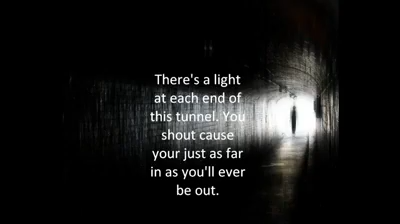 There's a light
at each end of
this tunnel. You
shout cause
your just as far
in as you'll ever
be out.